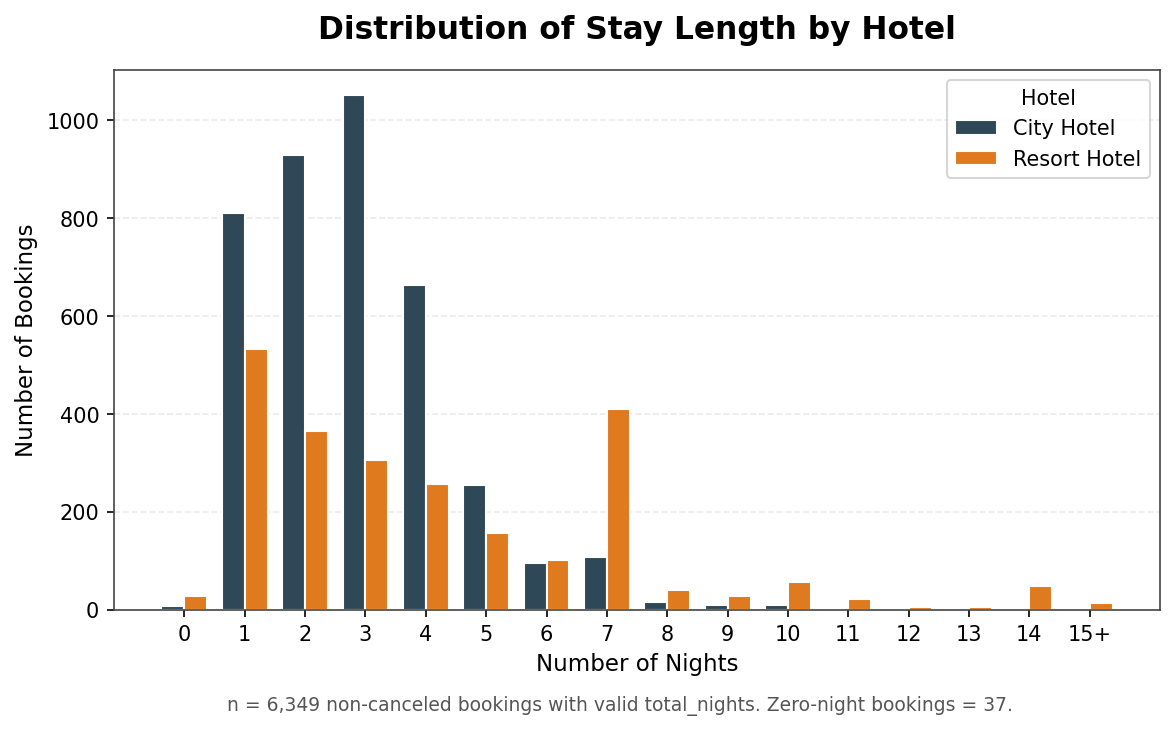 Distribution of Stay Length by Hotel
Hotel
City Hotel
Resort Hotel
Number of Bookings
1000
800
600
400
200
0
0 1 2 3 4 5 6 7 8 9 10 11 12 13 14 15+
Number of Nights
n = 6,349 non-canceled bookings with valid total_nights. Zero-night bookings = 37.